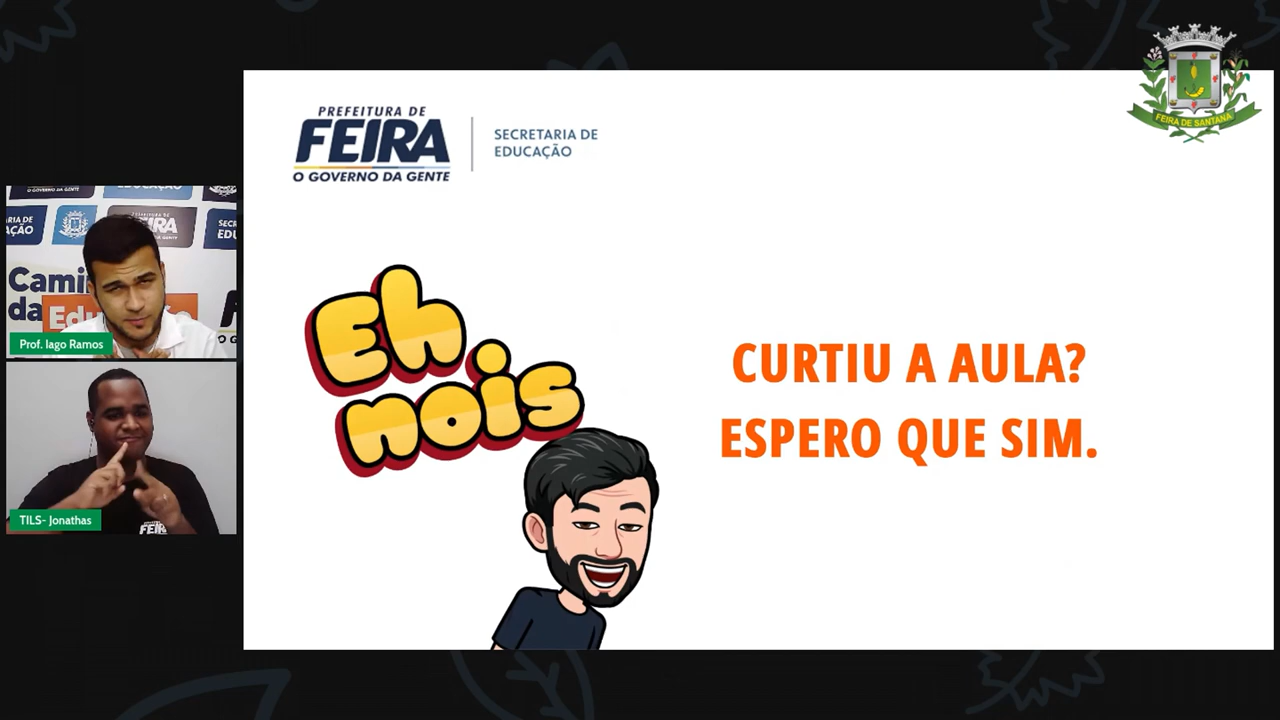 PREFEITURA DE
FEIRA
O GOVERNO DA GENTE
SECRETARIA DE
EDUCAÇÃO
FEIRA DE SANTANA
Eh
nois
CURTIU A AULA?
ESPERO QUE SIM.
Prof. Iago Ramos
TILS- Jonathas
FEIRA